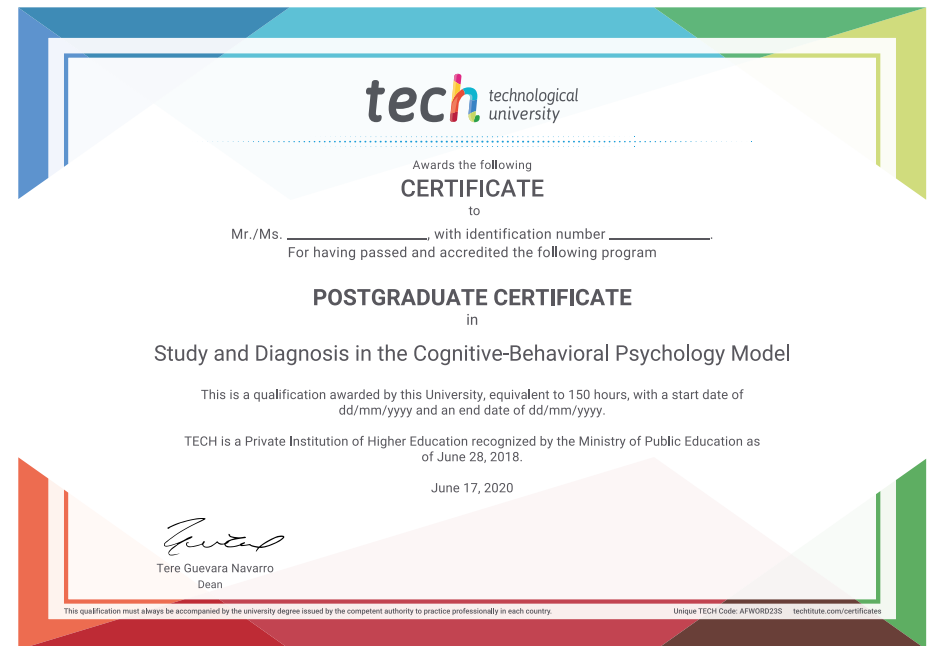 tech technological
university
Awards the following
CERTIFICATE
to
Mr./Ms. ____________________, with identification number ______________.
For having passed and accredited the following program
POSTGRADUATE CERTIFICATE
in
Study and Diagnosis in the Cognitive-Behavioral Psychology Model
This is a qualification awarded by this University, equivalent to 150 hours, with a start date of
dd/mm/yyyy and an end date of dd/mm/yyyy.
TECH is a Private Institution of Higher Education recognized by the Ministry of Public Education as
of June 28, 2018.
June 17, 2020
Tere Guevara Navarro
Dean
This qualification must always be accompanied by the university degree issued by the competent authority to practice professionally in each country.
Unique TECH Code: AFWORD23S techtitute.com/certificates